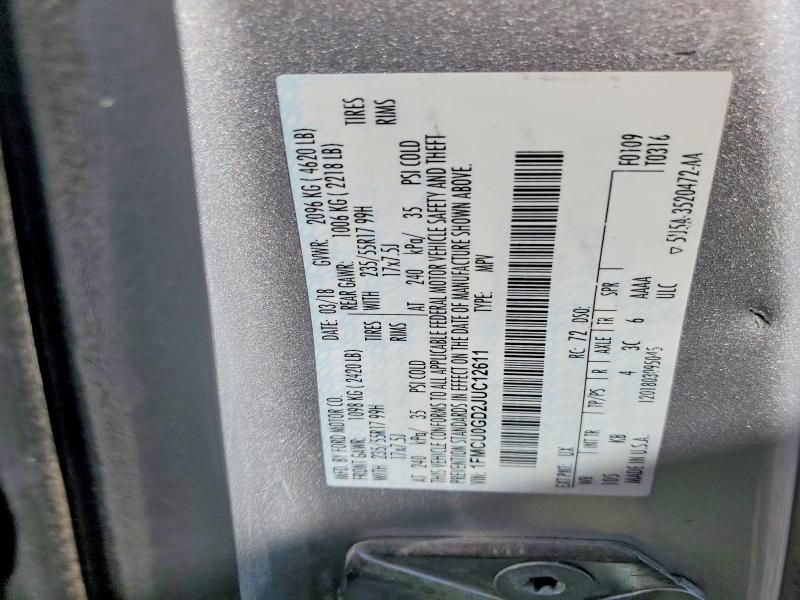 MFD. BY FORD MOTOR CO.
DATE: 03/18 GVWR: 2096 KG ( 4620 LB)
FRONT GAWR: 1098 KG ( 2420 LB) REAR GAWR: 1006 KG ( 2218 LB)
WITH 235/55R17 99H TIRES WITH 235/55R17 99H TIRES
17x7.5J RIMS 17x7.5J RIMS
AT 240 kPa/ 35 PSI COLD AT 240 kPa/ 35 PSI COLD
THIS VEHICLE CONFORMS TO ALL APPLICABLE FEDERAL MOTOR VEHICLE SAFETY AND THEFT
PREVENTION STANDARDS IN EFFECT ON THE DATE OF MANUFACTURE SHOWN ABOVE.
VIN: 1FMCU0GD2JUC12611 TYPE: MPV
EXT PNT: UX RC: 72 DSO: F0109
WB INT TR TP/PS R AXLE TR SPR T0316
105 KB 4 3C 6 AAAA
MADE IN U.S.A. ULC ▽ 5U5A-3520472-AA